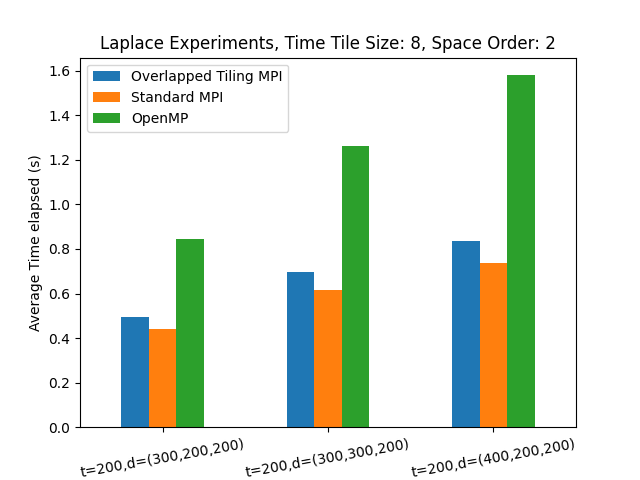 Laplace Experiments, Time Tile Size: 8, Space Order: 2
Overlapped Tiling MPI
Standard MPI
OpenMP
Average Time elapsed (s)
1.6
1.4
1.2
1.0
0.8
0.6
0.4
0.2
0.0
t=200,d=(300,200,200)
t=200,d=(300,300,200)
t=200,d=(400,200,200)